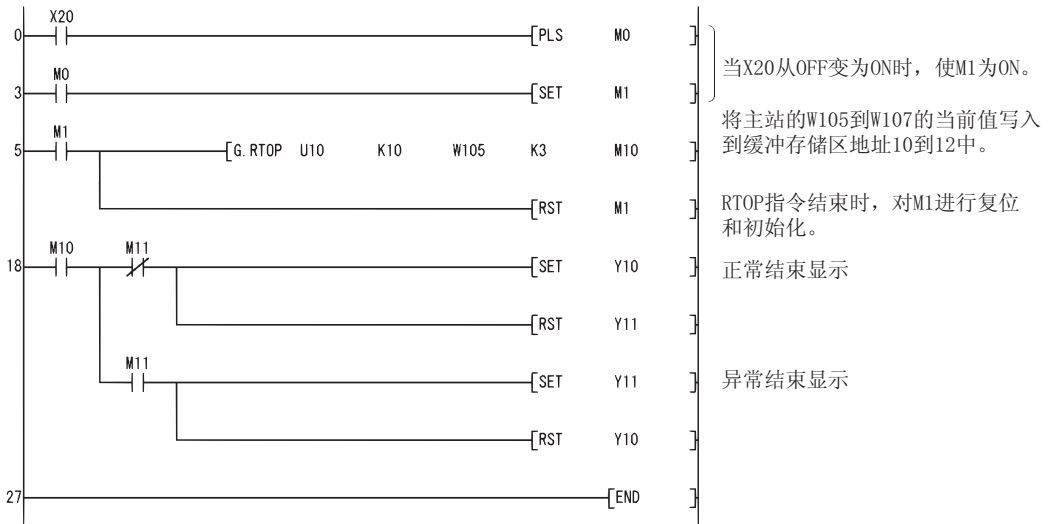 X20
0 [PLS M0 ]
当X20从OFF变为ON时，使M1为ON。
M0
3 [SET M1 ]
M1
5 [G.RTOP U10 K10 W105 K3 M10 ]
将主站的W105到W107的当前值写入
到缓冲存储区地址10到12中。
[RST M1 ]
RTOP指令结束时，对M1进行复位
和初始化。
M10 M11
18 [SET Y10 ]
正常结束显示
[RST Y11 ]
M11
[SET Y11 ]
异常结束显示
[RST Y10 ]
27 [END ]